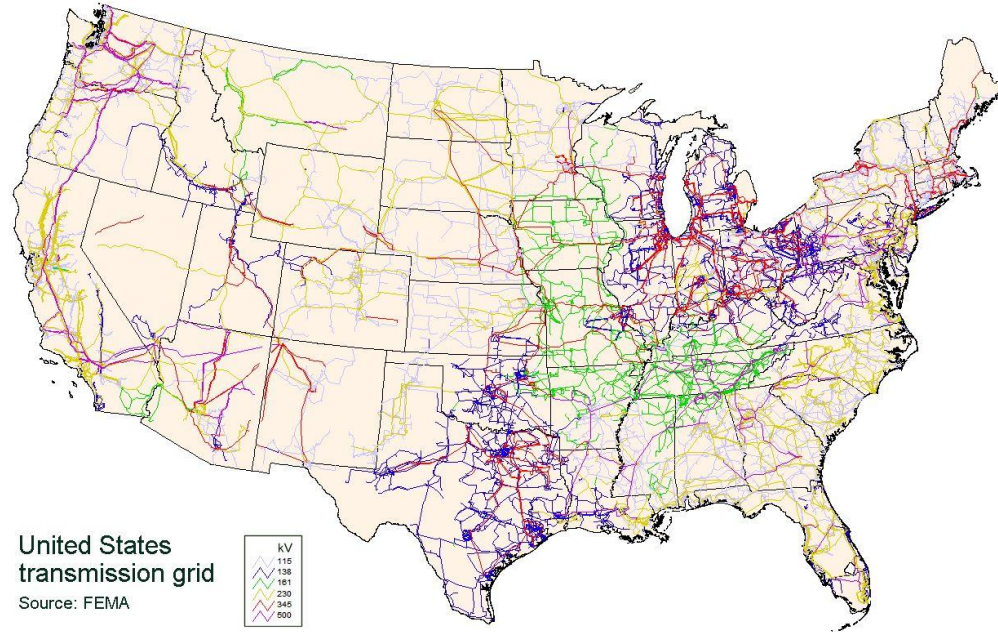 United States
transmission grid
Source: FEMA
kV
115
138
161
230
345
500